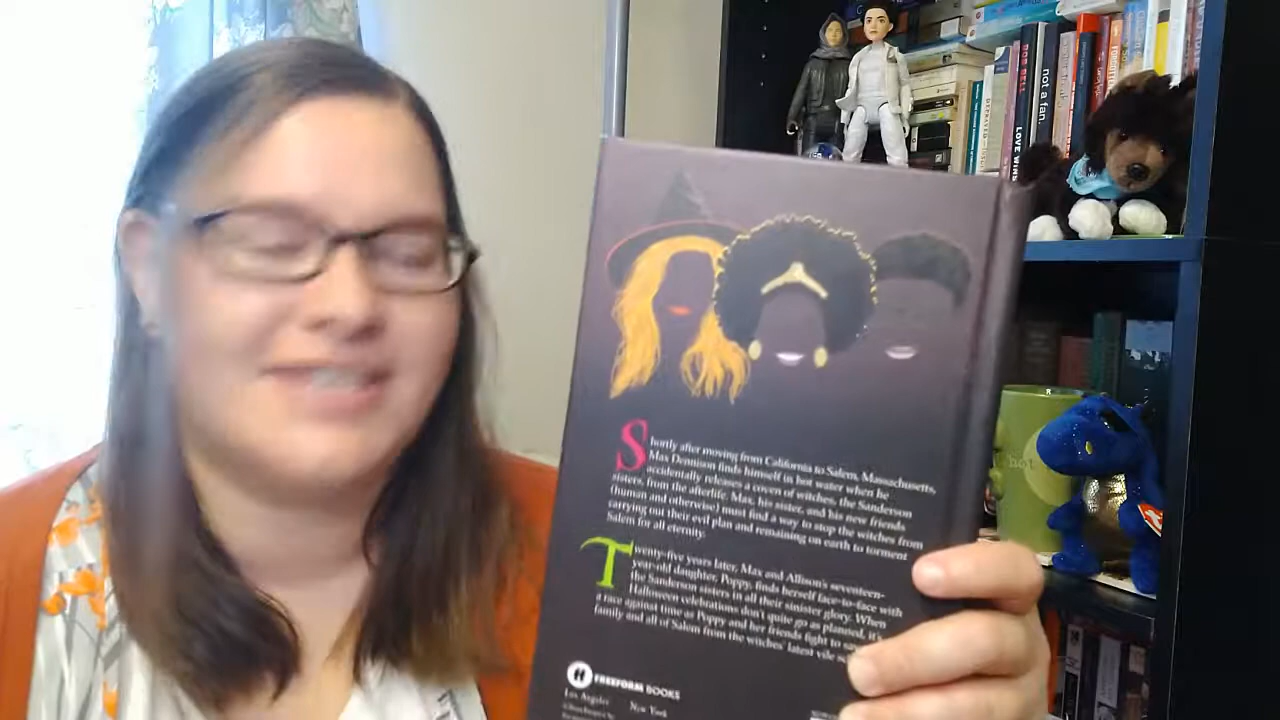 not a fan.
LOVE WINS
Shortly after moving from California to Salem, Massachusetts,
Max Dennison finds himself in hot water when he
accidentally releases a coven of witches, the Sanderson
sisters, from the afterlife. Max, his sister, and his new friends
(human and otherwise) must find a way to stop the witches from
carrying out their evil plan and remaining on earth to torment
Salem for all eternity.
Twenty-five years later, Max and Allison's seventeen-
year-old daughter, Poppy, finds herself face-to-face with
the Sanderson sisters in all their sinister glory. When
Halloween celebrations don't quite go as planned, it's
a race against time as Poppy and her friends fight to
family and all of Salem from the witches' latest vile
FREEFORM BOOKS
Los Angeles New York
hot